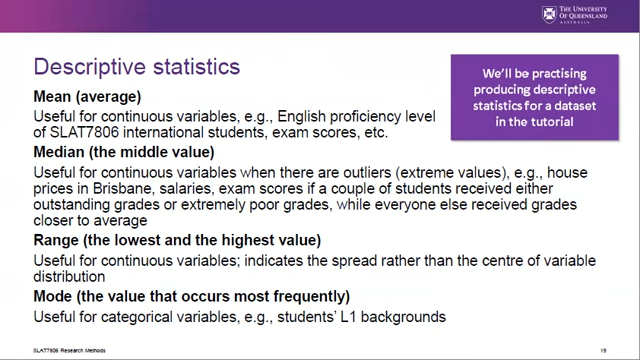 THE UNIVERSITY
OF QUEENSLAND
AUSTRALIA
Descriptive statistics
We'll be practising
producing descriptive
statistics for a dataset
in the tutorial
Mean (average)
Useful for continuous variables, e.g., English proficiency level
of SLAT7806 international students, exam scores, etc.
Median (the middle value)
Useful for continuous variables when there are outliers (extreme values), e.g., house
prices in Brisbane, salaries, exam scores if a couple of students received either
outstanding grades or extremely poor grades, while everyone else received grades
closer to average
Range (the lowest and the highest value)
Useful for continuous variables; indicates the spread rather than the centre of variable
distribution
Mode (the value that occurs most frequently)
Useful for categorical variables, e.g., students' L1 backgrounds
SLAT7806 Research Methods
19